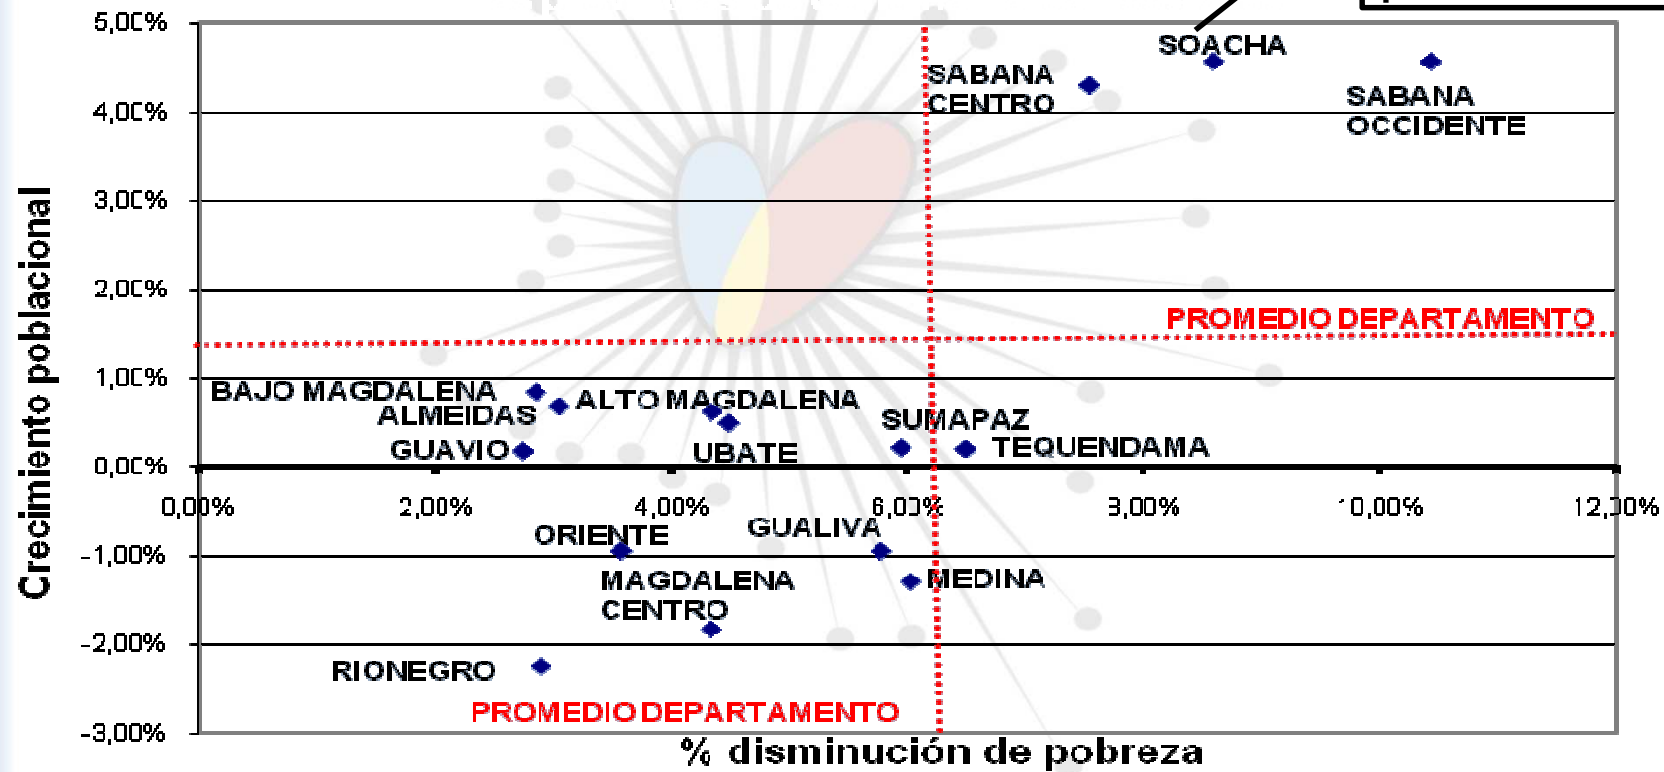 5,00%
SOACHA
SABANA
CENTRO
SABANA
OCCIDENTE
4,00%
3,00%
2,00%
PROMEDIO DEPARTAMENTO
1,00%
BAJO MAGDALENA
ALTO MAGDALENA
ALMEIDAS
SUMAPAZ
GUAVIO
UBATE
TEQUENDAMA
0,00%
0,00% 2,00% 4,00% 6,00% 8,00% 10,00% 12,00%
ORIENTE
GUALIVA
-1,00%
MAGDALENA
CENTRO
MEDINA
-2,00%
RIONEGRO
PROMEDIO DEPARTAMENTO
-3,00%
Crecimiento poblacional
% disminución de pobreza